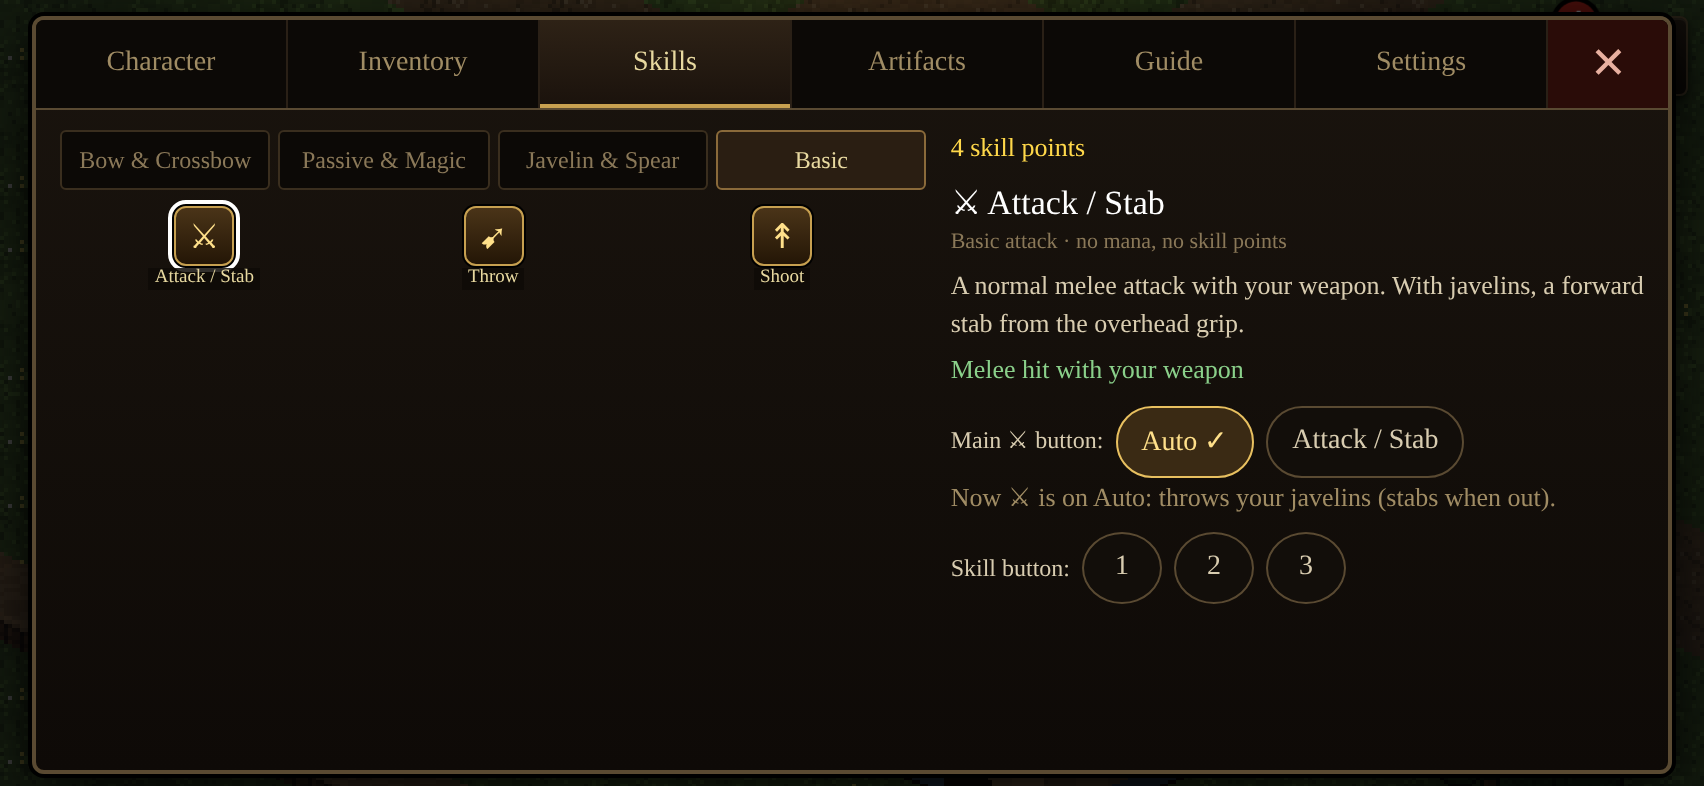 Character
Inventory
Skills
Artifacts
Guide
Settings
✕
Bow & Crossbow
Passive & Magic
Javelin & Spear
Basic
Attack / Stab
Throw
Shoot
4 skill points
⚔ Attack / Stab
Basic attack · no mana, no skill points
A normal melee attack with your weapon. With javelins, a forward
stab from the overhead grip.
Melee hit with your weapon
Main ⚔ button: Auto ✓ Attack / Stab
Now ⚔ is on Auto: throws your javelins (stabs when out).
Skill button: 1 2 3